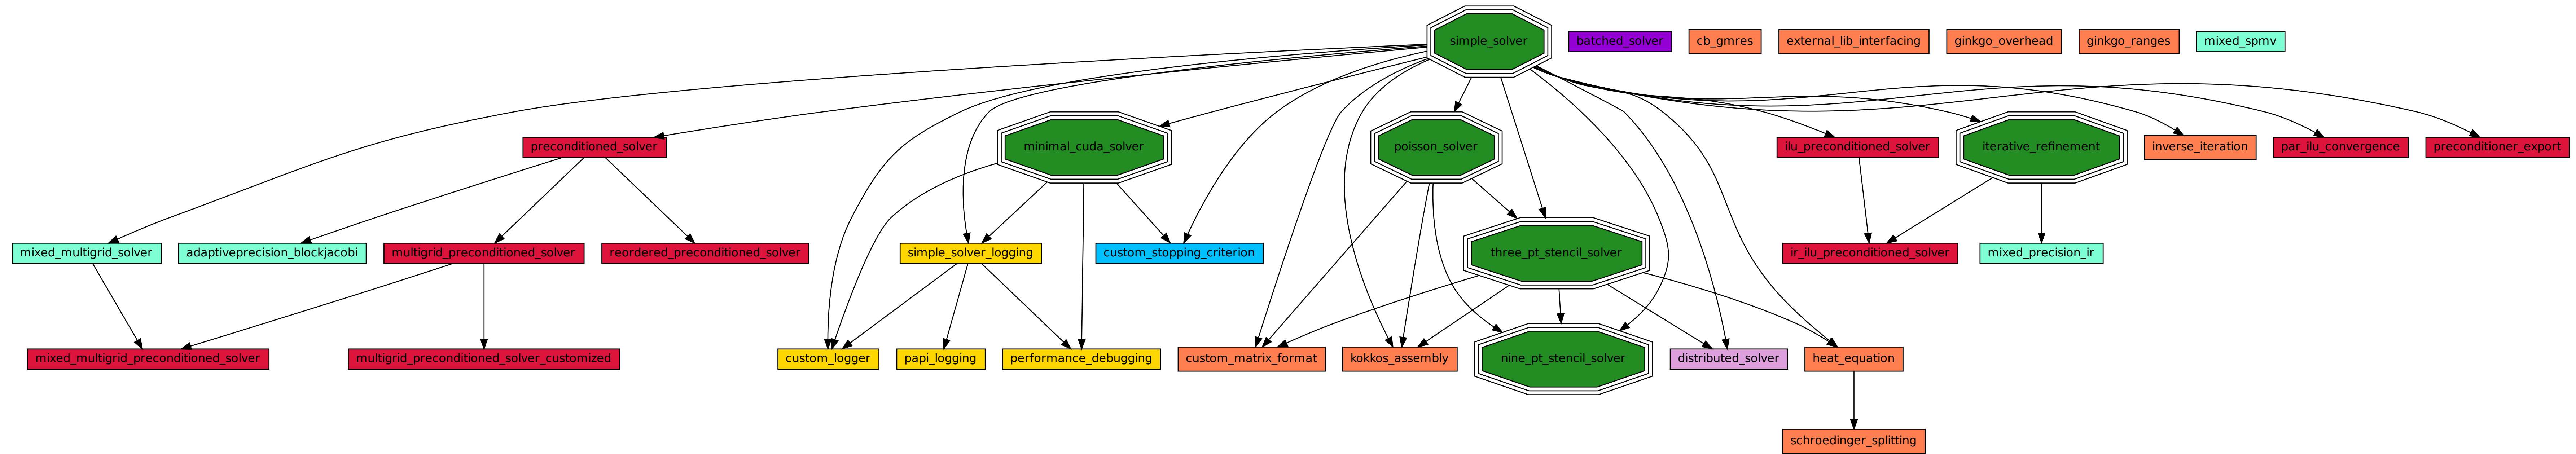 simple_solver
batched_solver
cb_gmres
external_lib_interfacing
ginkgo_overhead
ginkgo_ranges
mixed_spmv
preconditioned_solver
minimal_cuda_solver
poisson_solver
ilu_preconditioned_solver
iterative_refinement
inverse_iteration
par_ilu_convergence
preconditioner_export
mixed_multigrid_solver
adaptiveprecision_blockjacobi
multigrid_preconditioned_solver
reordered_preconditioned_solver
simple_solver_logging
custom_stopping_criterion
three_pt_stencil_solver
ir_ilu_preconditioned_solver
mixed_precision_ir
mixed_multigrid_preconditioned_solver
multigrid_preconditioned_solver_customized
custom_logger
papi_logging
performance_debugging
custom_matrix_format
kokkos_assembly
nine_pt_stencil_solver
distributed_solver
heat_equation
schroedinger_splitting